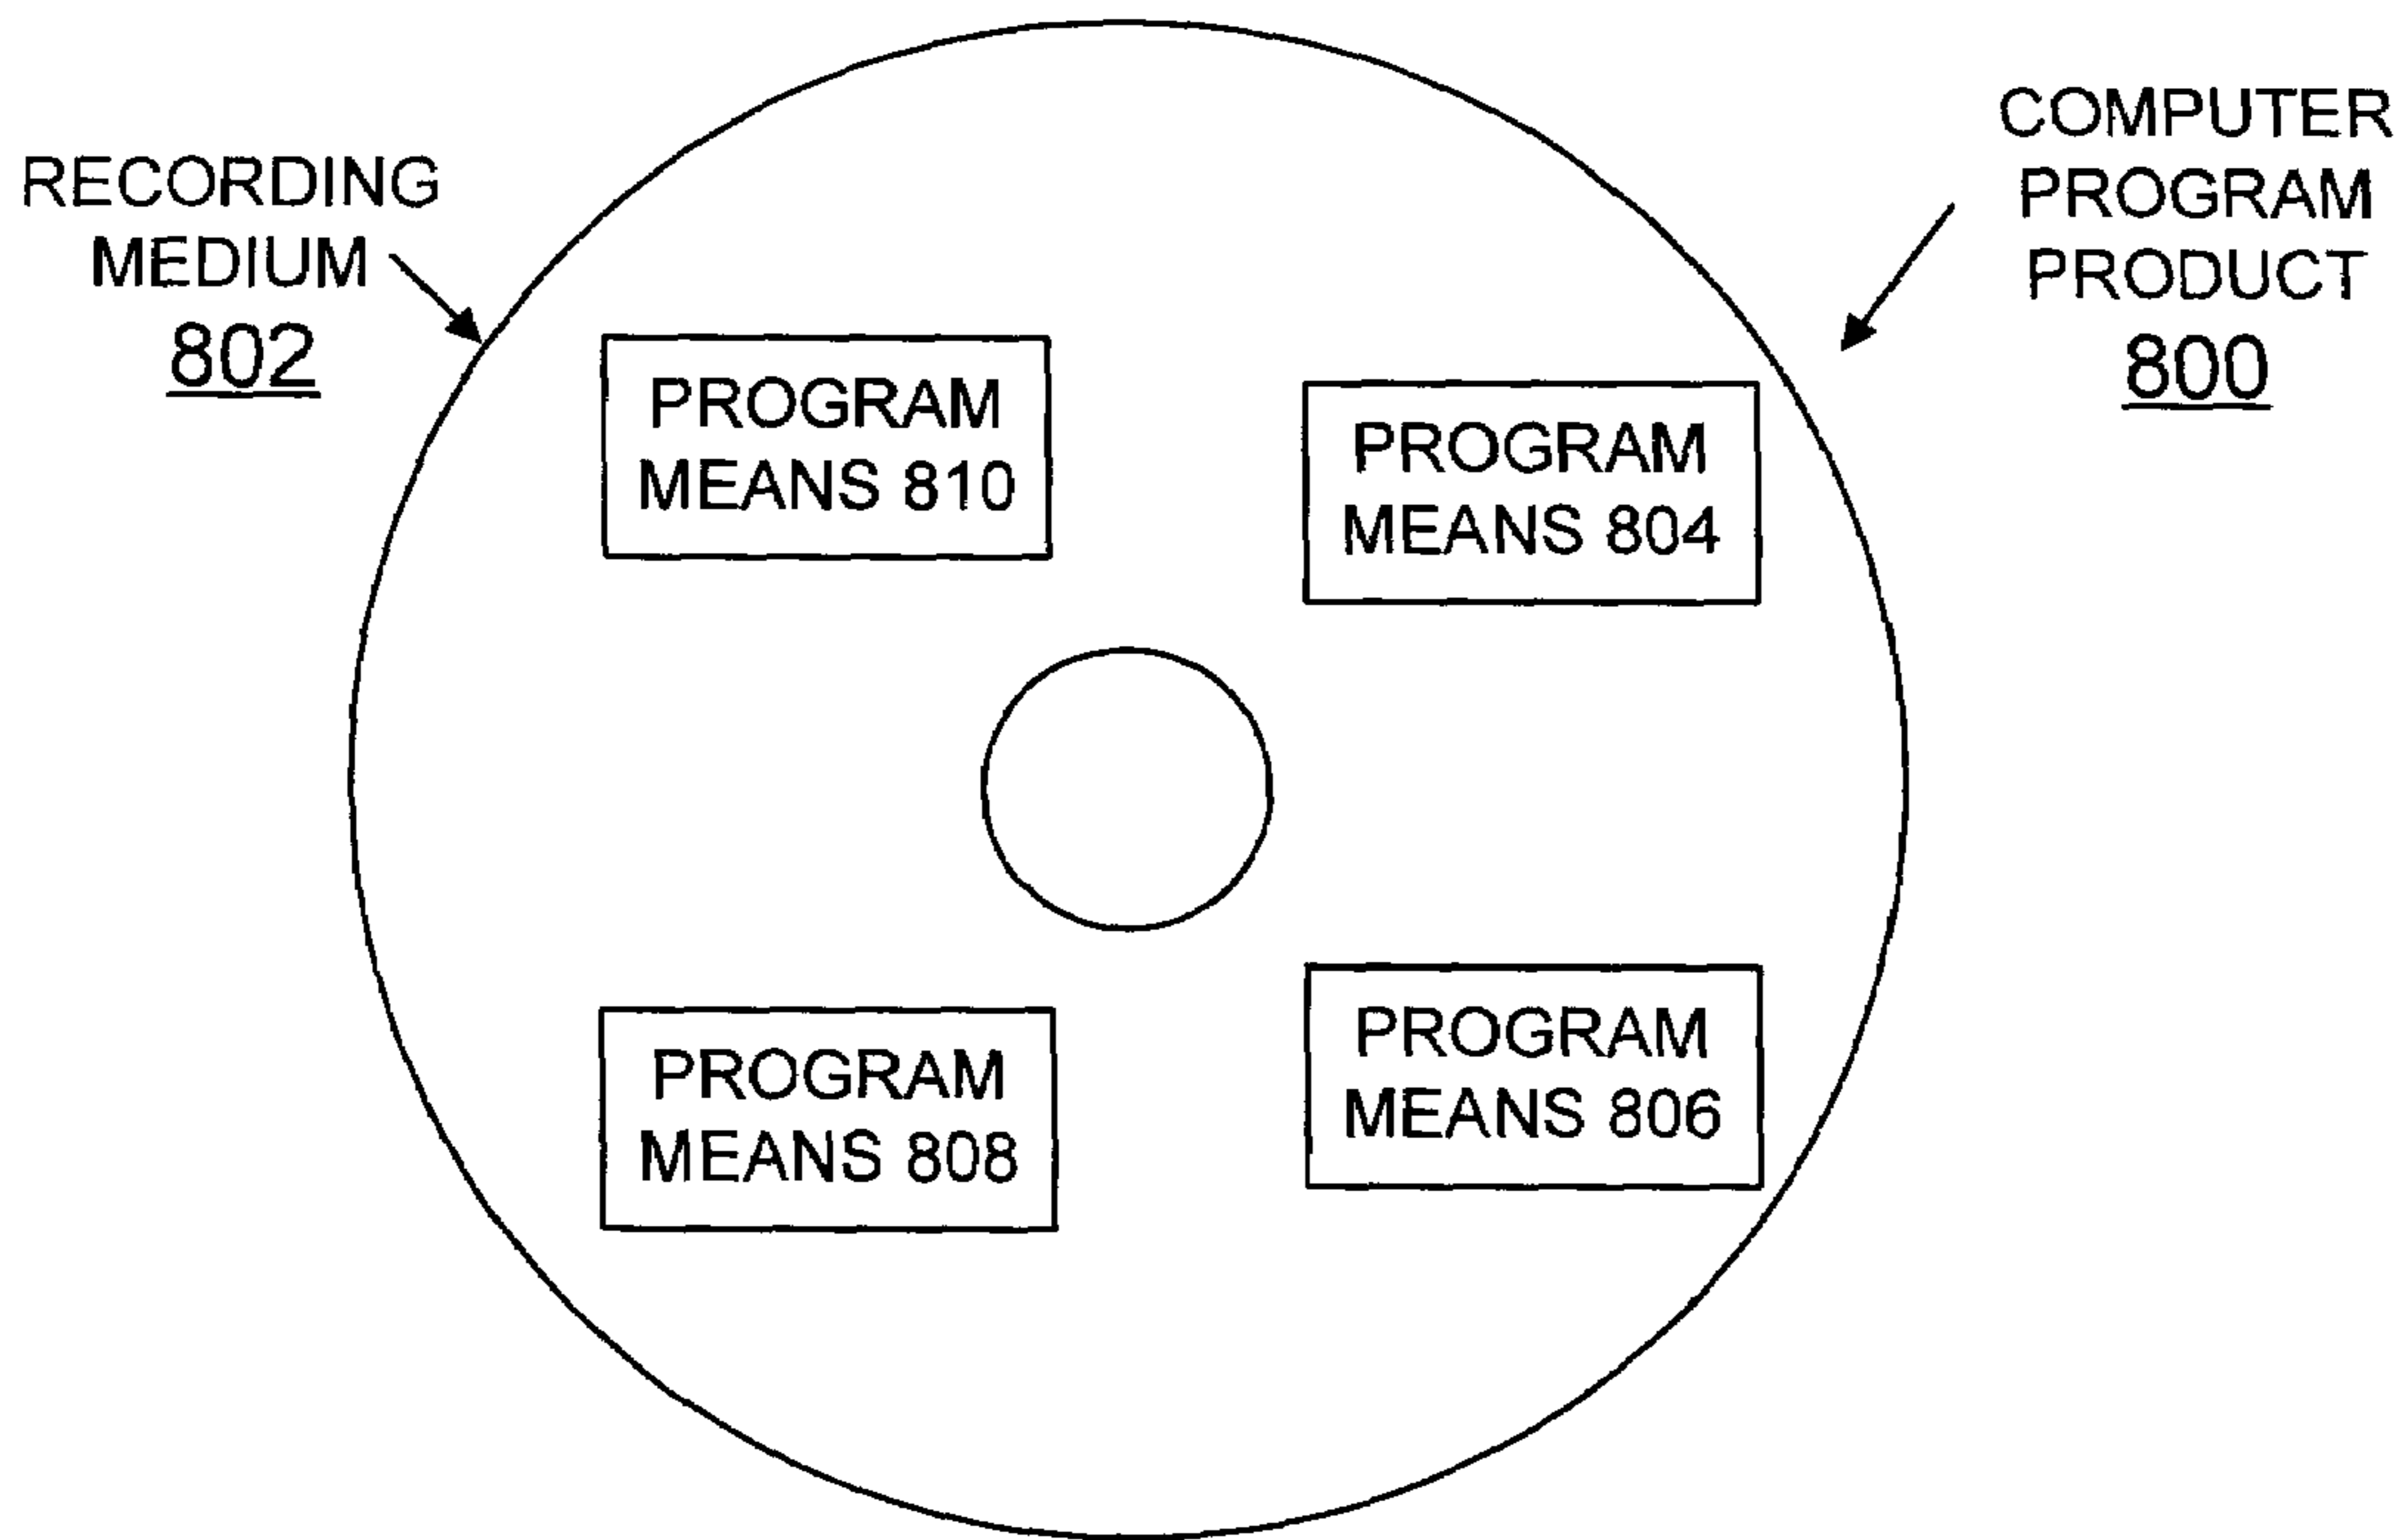 RECORDING
MEDIUM
802
COMPUTER
PROGRAM
PRODUCT
800
PROGRAM
MEANS 810
PROGRAM
MEANS 804
PROGRAM
MEANS 808
PROGRAM
MEANS 806